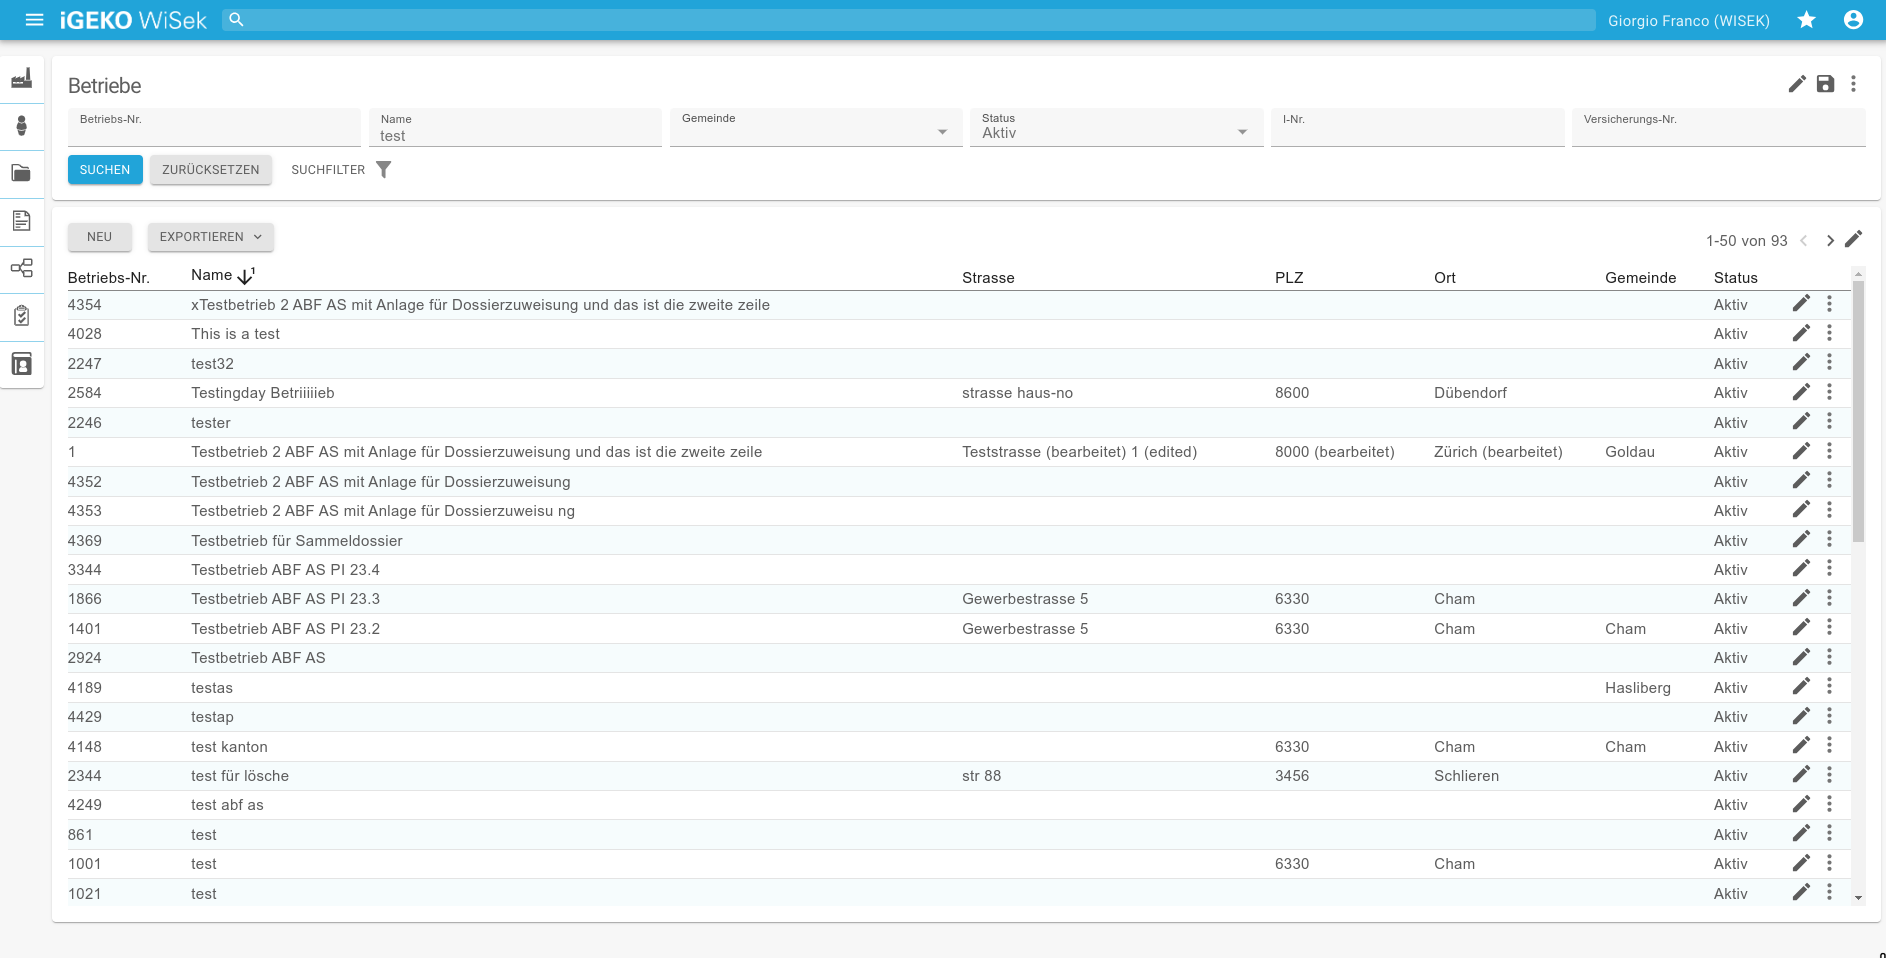 iGEKO WiSek
Giorgio Franco (WISEK)
Betriebe
Betriebs-Nr.
Name
test
Gemeinde
Status
Aktiv
I-Nr.
Versicherungs-Nr.
SUCHEN ZURÜCKSETZEN SUCHFILTER
NEU EXPORTIEREN 1-50 von 93
Betriebs-Nr. Name 1 Strasse PLZ Ort Gemeinde Status
4354 xTestbetrieb 2 ABF AS mit Anlage für Dossierzuweisung und das ist die zweite zeile Aktiv
4028 This is a test Aktiv
2247 test32 Aktiv
2584 Testingday Betriiiiieb strasse haus-no 8600 Dübendorf Aktiv
2246 tester Aktiv
1 Testbetrieb 2 ABF AS mit Anlage für Dossierzuweisung und das ist die zweite zeile Teststrasse (bearbeitet) 1 (edited) 8000 (bearbeitet) Zürich (bearbeitet) Goldau Aktiv
4352 Testbetrieb 2 ABF AS mit Anlage für Dossierzuweisung Aktiv
4353 Testbetrieb 2 ABF AS mit Anlage für Dossierzuweisu ng Aktiv
4369 Testbetrieb für Sammeldossier Aktiv
3344 Testbetrieb ABF AS PI 23.4 Aktiv
1866 Testbetrieb ABF AS PI 23.3 Gewerbestrasse 5 6330 Cham Aktiv
1401 Testbetrieb ABF AS PI 23.2 Gewerbestrasse 5 6330 Cham Cham Aktiv
2924 Testbetrieb ABF AS Aktiv
4189 testas Hasliberg Aktiv
4429 testap Aktiv
4148 test kanton 6330 Cham Cham Aktiv
2344 test für lösche str 88 3456 Schlieren Aktiv
4249 test abf as Aktiv
861 test Aktiv
1001 test 6330 Cham Aktiv
1021 test Aktiv